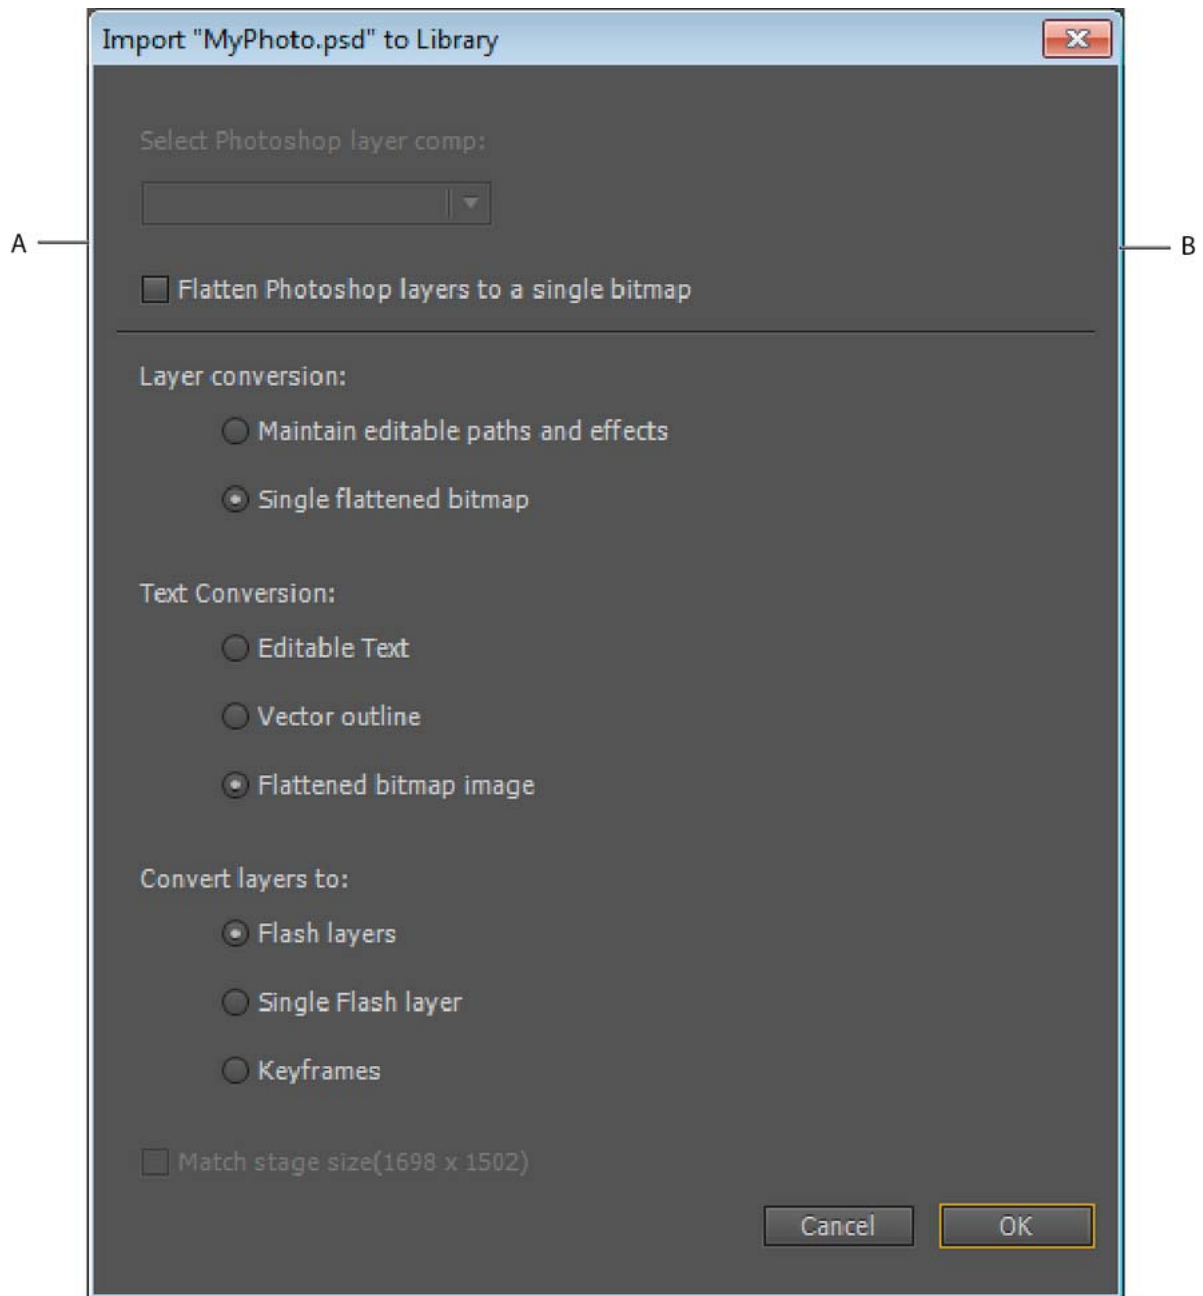 Import "MyPhoto.psd" to Library
Select Photoshop layer comp:
A
B
Flatten Photoshop layers to a single bitmap
Layer conversion:
Maintain editable paths and effects
Single flattened bitmap
Text Conversion:
Editable Text
Vector outline
Flattened bitmap image
Convert layers to:
Flash layers
Single Flash layer
Keyframes
Match stage size(1698 x 1502)
Cancel
OK